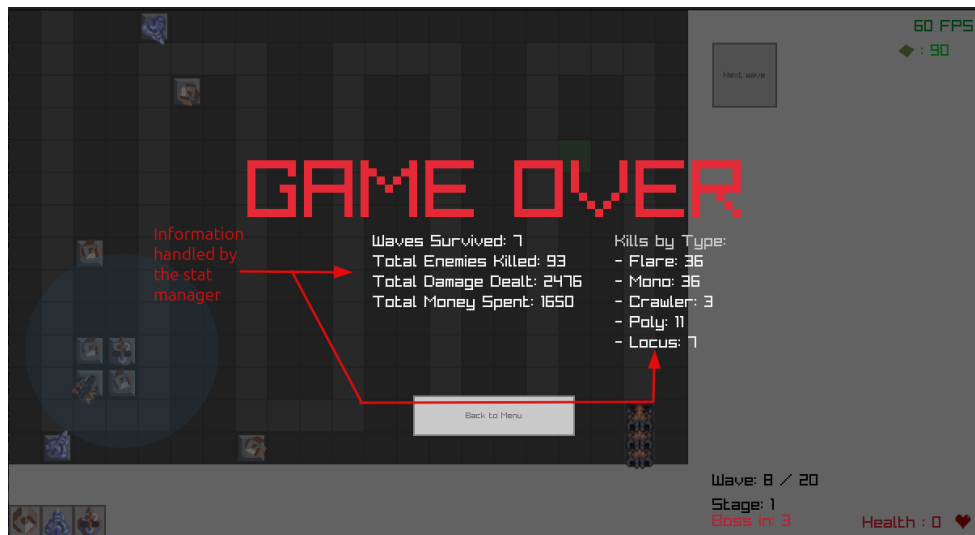 60 FPS
: 90
Next wave
GAME OVER
Information
handled by
the stat
manager
Waves Survived: 7
Total Enemies Killed: 93
Total Damage Dealt: 2476
Total Money Spent: 1650
Kills by Type:
- Flare: 36
- Mono: 36
- Crawler: 3
- Poly: 11
- Locus: 7
Back to Menu
Wave: 8 / 20
Stage: 1
Boss in: 3
Health : 0